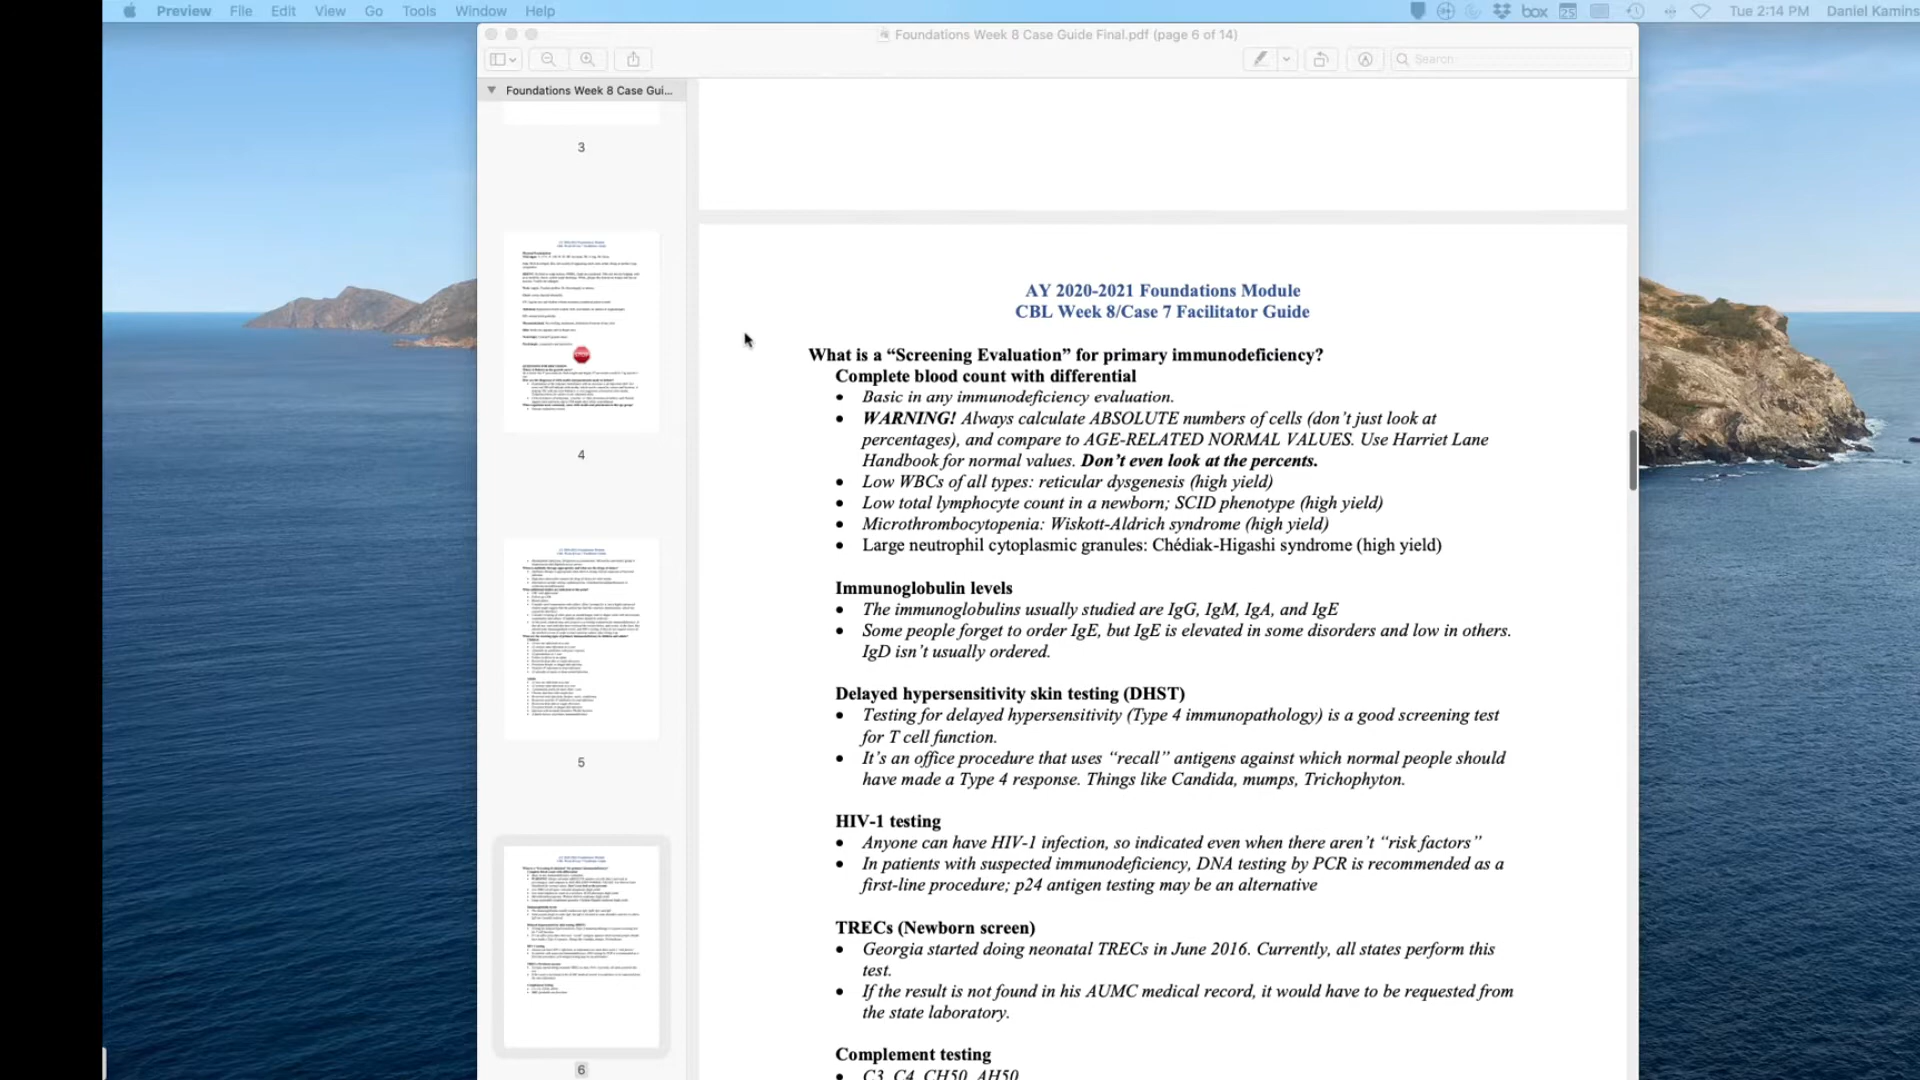 Preview File Edit View Go Tools Window Help
box 25 Tue 2:14 PM Daniel Kamins
Foundations Week 8 Case Guide Final.pdf (page 6 of 14)
Search
Foundations Week 8 Case Gui...
3
4
5
6
AY 2020-2021 Foundations Module
CBL Week 8/Case 7 Facilitator Guide
What is a “Screening Evaluation” for primary immunodeficiency?
Complete blood count with differential
• Basic in any immunodeficiency evaluation.
• WARNING! Always calculate ABSOLUTE numbers of cells (don’t just look at
percentages), and compare to AGE-RELATED NORMAL VALUES. Use Harriet Lane
Handbook for normal values. Don’t even look at the percents.
• Low WBCs of all types: reticular dysgenesis (high yield)
• Low total lymphocyte count in a newborn; SCID phenotype (high yield)
• Microthrombocytopenia: Wiskott-Aldrich syndrome (high yield)
• Large neutrophil cytoplasmic granules: Chédiak-Higashi syndrome (high yield)
Immunoglobulin levels
• The immunoglobulins usually studied are IgG, IgM, IgA, and IgE
• Some people forget to order IgE, but IgE is elevated in some disorders and low in others.
IgD isn’t usually ordered.
Delayed hypersensitivity skin testing (DHST)
• Testing for delayed hypersensitivity (Type 4 immunopathology) is a good screening test
for T cell function.
• It’s an office procedure that uses “recall” antigens against which normal people should
have made a Type 4 response. Things like Candida, mumps, Trichophyton.
HIV-1 testing
• Anyone can have HIV-1 infection, so indicated even when there aren’t “risk factors”
• In patients with suspected immunodeficiency, DNA testing by PCR is recommended as a
first-line procedure; p24 antigen testing may be an alternative
TRECs (Newborn screen)
• Georgia started doing neonatal TRECs in June 2016. Currently, all states perform this
test.
• If the result is not found in his AUMC medical record, it would have to be requested from
the state laboratory.
Complement testing
• C3, C4, CH50, AH50